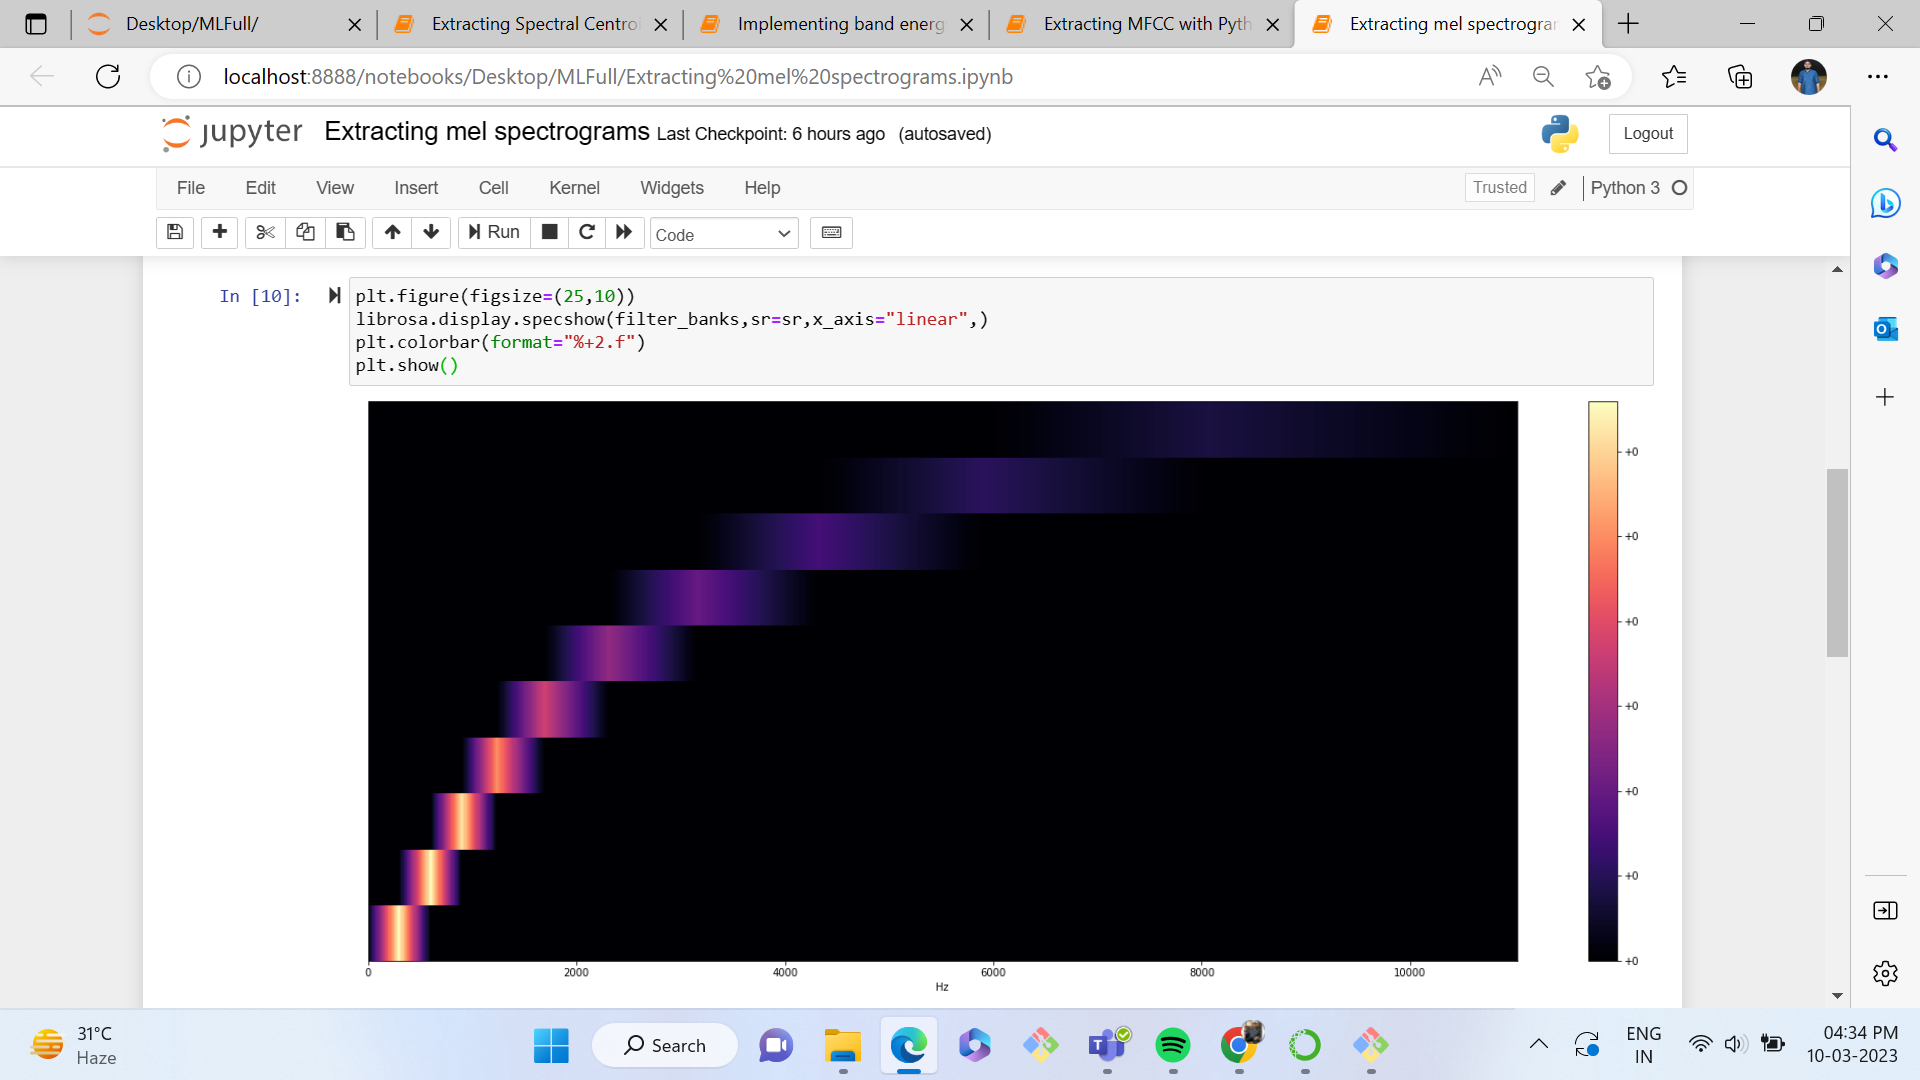 Desktop/MLFull/
Extracting Spectral Centro
Implementing band energ
Extracting MFCC with Pyth
Extracting mel spectrogram
localhost:8888/notebooks/Desktop/MLFull/Extracting%20mel%20spectrograms.ipynb
jupyter Extracting mel spectrograms Last Checkpoint: 6 hours ago (autosaved)
Logout
File Edit View Insert Cell Kernel Widgets Help
Trusted
Python 3
Run
Code
In [10]:
plt.figure(figsize=(25,10))
librosa.display.specshow(filter_banks,sr=sr,x_axis="linear",)
plt.colorbar(format="%+2.f")
plt.show()
+0
+0
+0
+0
+0
+0
+0
0 2000 4000 6000 8000 10000
Hz
31°C
Haze
Search
ENG
IN
04:34 PM
10-03-2023